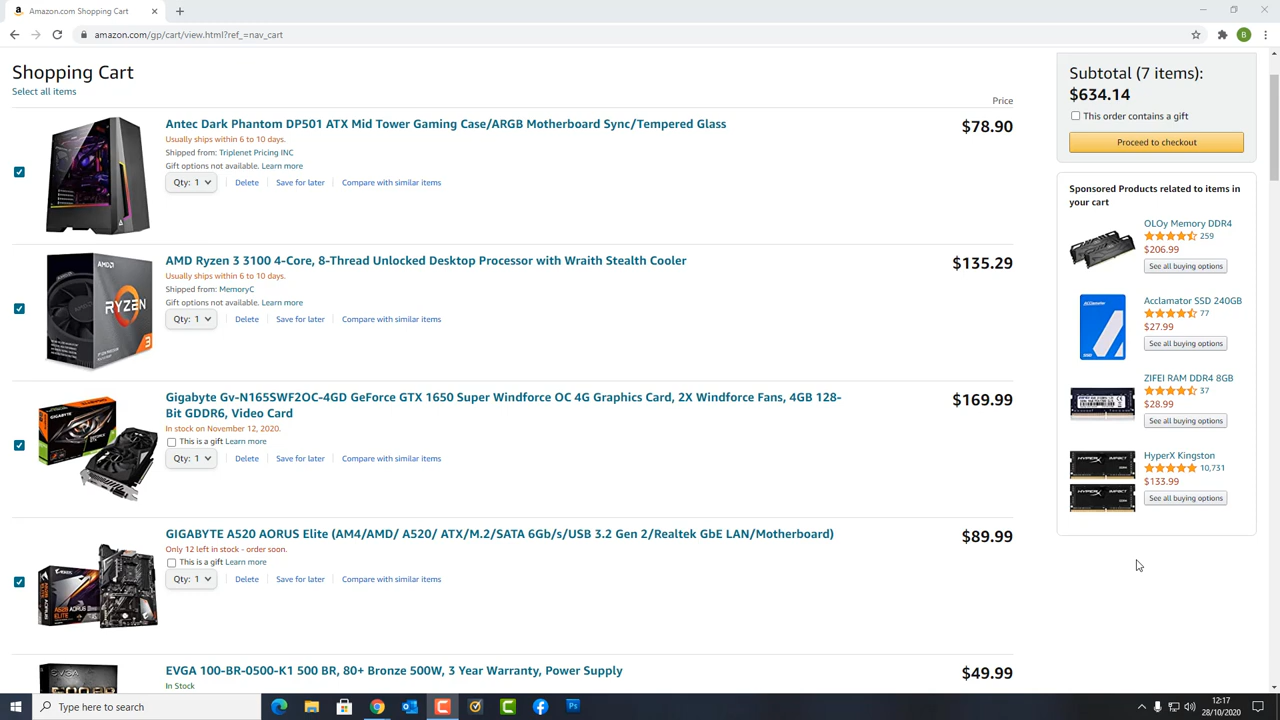 Amazon.com Shopping Cart
amazon.com/gp/cart/view.html?ref_=nav_cart
B
Shopping Cart
Select all items
Price
Antec Dark Phantom DP501 ATX Mid Tower Gaming Case/ARGB Motherboard Sync/Tempered Glass
$78.90
Usually ships within 6 to 10 days.
Shipped from: Triplenet Pricing INC
Gift options not available. Learn more
Qty: 1 Delete Save for later Compare with similar items
AMD Ryzen 3 3100 4-Core, 8-Thread Unlocked Desktop Processor with Wraith Stealth Cooler
$135.29
Usually ships within 6 to 10 days.
Shipped from: MemoryC
Gift options not available. Learn more
Qty: 1 Delete Save for later Compare with similar items
AMD
RYZEN
3
Gigabyte Gv-N165SWF2OC-4GD GeForce GTX 1650 Super Windforce OC 4G Graphics Card, 2X Windforce Fans, 4GB 128-
Bit GDDR6, Video Card
$169.99
In stock on November 12, 2020.
This is a gift Learn more
Qty: 1 Delete Save for later Compare with similar items
GIGABYTE
GIGABYTE A520 AORUS Elite (AM4/AMD/ A520/ ATX/M.2/SATA 6Gb/s/USB 3.2 Gen 2/Realtek GbE LAN/Motherboard)
$89.99
Only 12 left in stock - order soon.
This is a gift Learn more
Qty: 1 Delete Save for later Compare with similar items
A520 AORUS
ELITE
EVGA 100-BR-0500-K1 500 BR, 80+ Bronze 500W, 3 Year Warranty, Power Supply
$49.99
In Stock
Subtotal (7 items):
$634.14
This order contains a gift
Proceed to checkout
Sponsored Products related to items in
your cart
OLOy Memory DDR4
259
$206.99
See all buying options
Acclamator SSD 240GB
77
$27.99
See all buying options
Acclamator
ZIFEI RAM DDR4 8GB
37
$28.99
See all buying options
HyperX Kingston
10,731
$133.99
See all buying options
HYPERX IMPACT
HYPERX IMPACT
Type here to search
12:17
28/10/2020